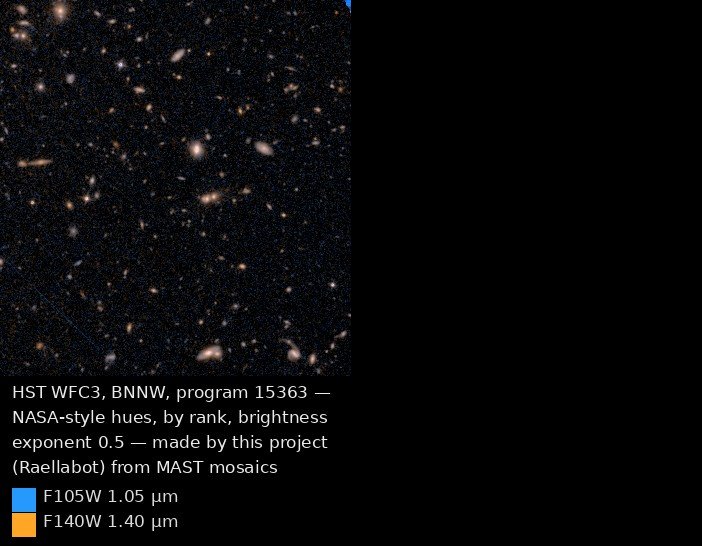 HST WFC3, BNNW, program 15363 —
NASA-style hues, by rank, brightness
exponent 0.5 — made by this project
(Raellabot) from MAST mosaics
F105W 1.05 µm
F140W 1.40 µm